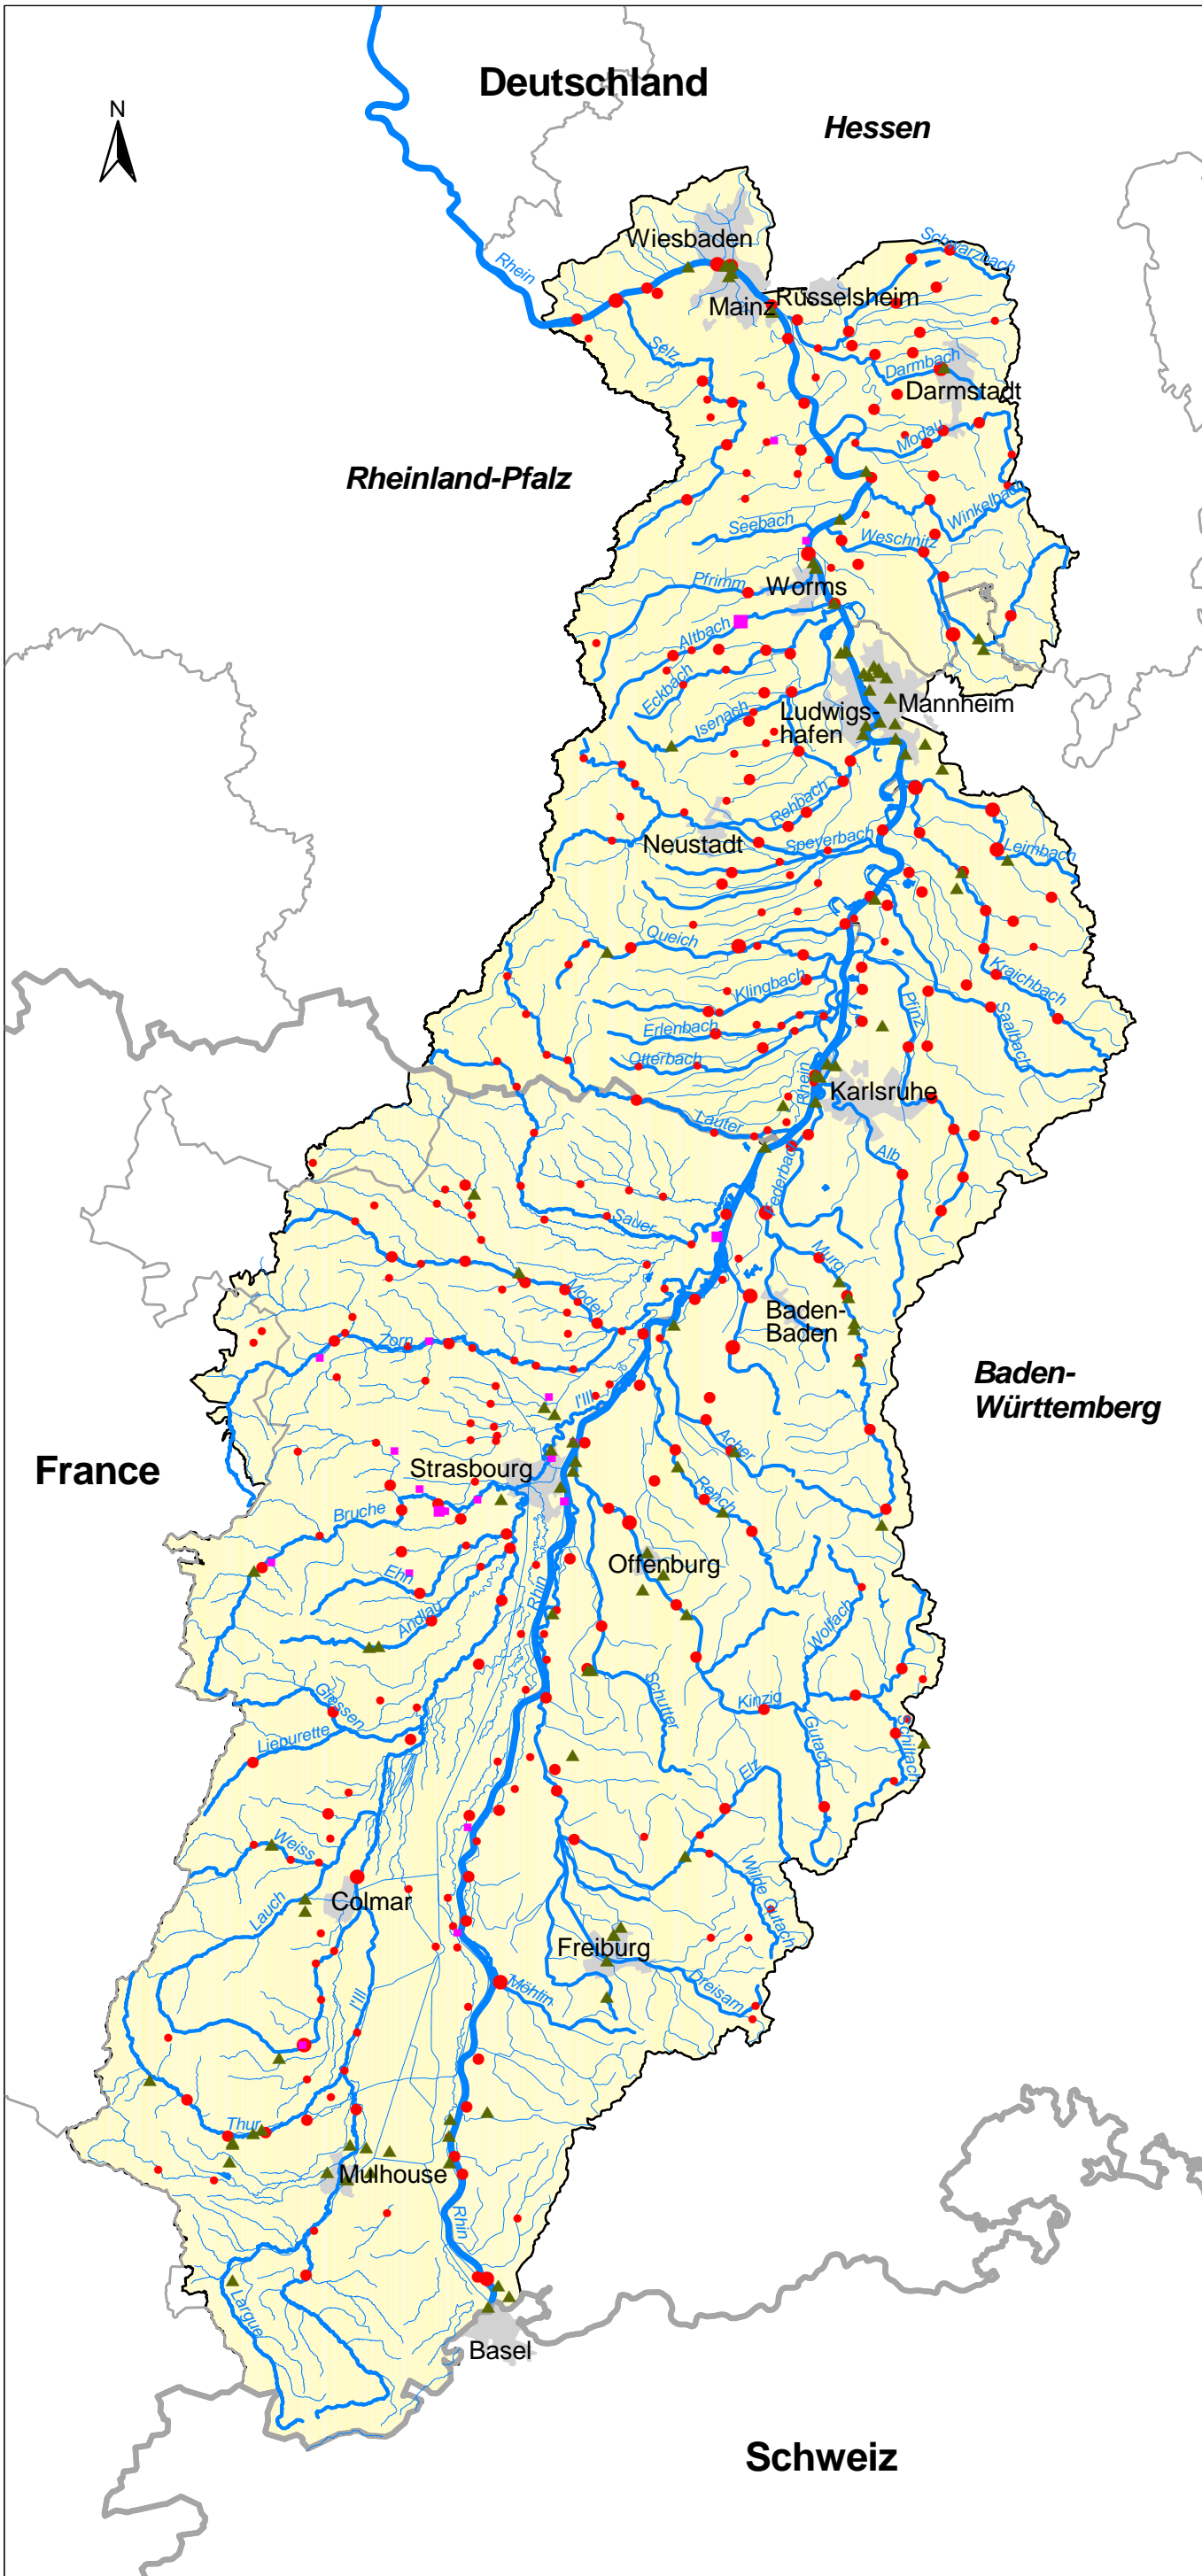 Deutschland
N
Hessen
Schwarzbach
Wiesbaden
Rhein
Rüsselsheim
Mainz
Selz
Darmbach
Darmstadt
Modau
Rheinland-Pfalz
Winkelbach
Seebach
Weschnitz
Pfrimm
Worms
Altbach
Eckbach
Isenach
Ludwigs-
hafen
Mannheim
Rehbach
Speyerbach
Neustadt
Leimbach
Queich
Kraichbach
Klingbach
Pfinz
Saalbach
Erlenbach
Otterbach
Rhein
Karlsruhe
Lauter
Alb
Federbach
Sauer
Murg
Moder
Baden-
Baden
Zorn
Baden-
Württemberg
l'Ill
Acher
France
Strasbourg
Rench
Bruche
Offenburg
Ehn
Rhin
Andlau
Wolfach
Schutter
Giessen
Kinzig
Liepvrette
Gutach
Schiltach
Elz
Weiss
Wilde Gutach
Lauch
Colmar
Freiburg
Möhlin
Dreisam
l'Ill
Thur
Mulhouse
Rhin
Largue
Basel
Schweiz